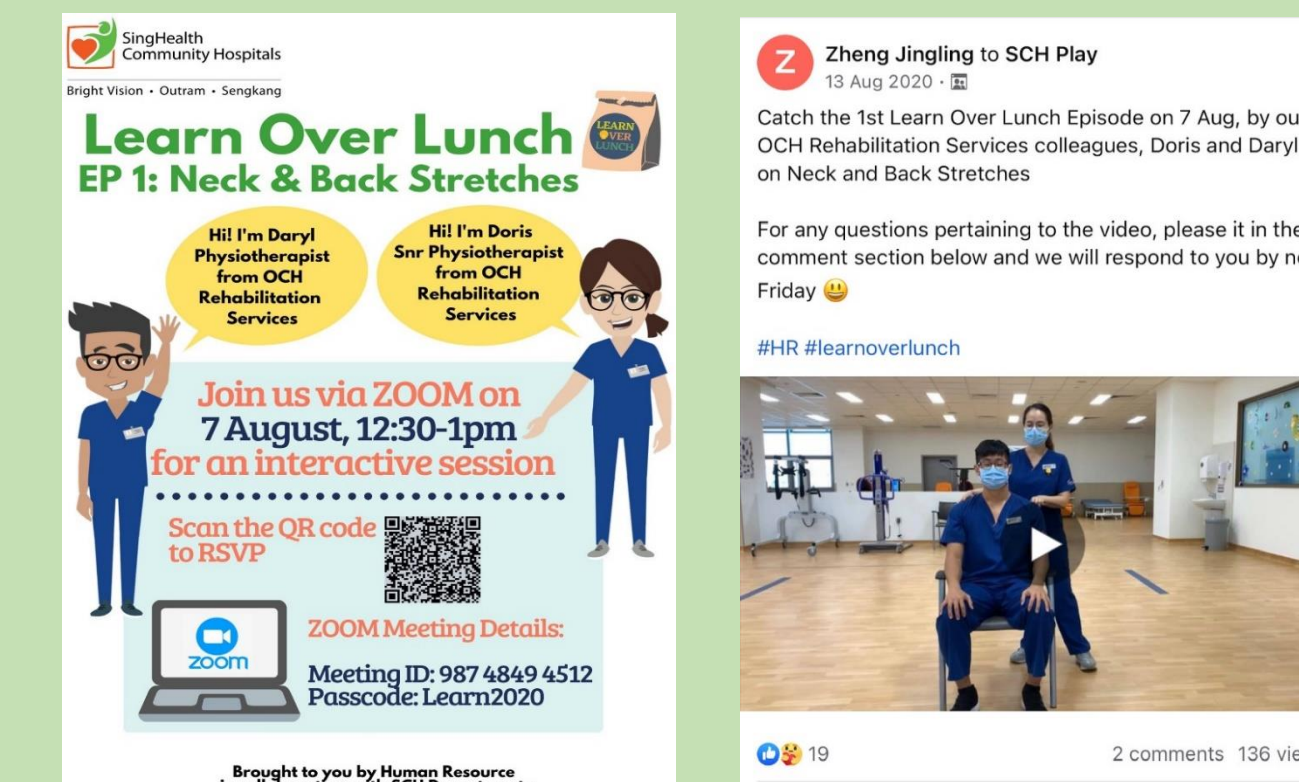 SingHealth
Community Hospitals
Bright Vision • Outram • Sengkang
Learn Over Lunch
LEARN
OVER
LUNCH
EP 1: Neck & Back Stretches
Hi! I'm Daryl
Physiotherapist
from OCH
Rehabilitation
Services
Hi! I'm Doris
Snr Physiotherapist
from OCH
Rehabilitation
Services
Join us via ZOOM on
7 August, 12:30-1pm
for an interactive session
Scan the QR code
to RSVP
zoom
ZOOM Meeting Details:
Meeting ID: 987 4849 4512
Passcode: Learn2020
Brought to you by Human Resource
Z
Zheng Jingling to SCH Play
13 Aug 2020 ·
Catch the 1st Learn Over Lunch Episode on 7 Aug, by ou
OCH Rehabilitation Services colleagues, Doris and Daryl
on Neck and Back Stretches
For any questions pertaining to the video, please it in the
comment section below and we will respond to you by n
Friday 😃
#HR #learnoverlunch
19
2 comments 136 vie